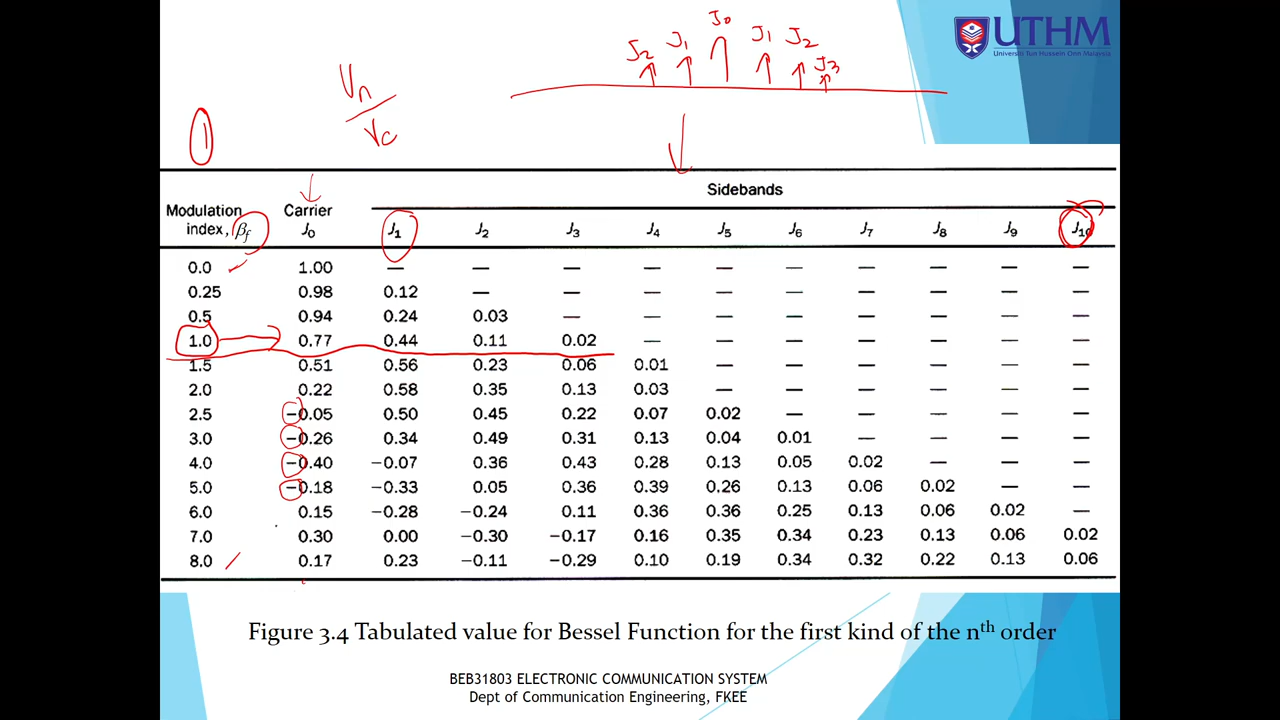 UTHM
Universiti Tun Hussein Onn Malaysia
J2 J1 J0 J1 J2 J3
Vn
Vc
1
Sidebands
Modulation index, βf Carrier J0 J1 J2 J3 J4 J5 J6 J7 J8 J9 J10
0.0 1.00 — — — — — — — — — —
0.25 0.98 0.12 — — — — — — — — —
0.5 0.94 0.24 0.03 — — — — — — — —
1.0 0.77 0.44 0.11 0.02 — — — — — — —
1.5 0.51 0.56 0.23 0.06 0.01 — — — — — —
2.0 0.22 0.58 0.35 0.13 0.03 — — — — — —
2.5 −0.05 0.50 0.45 0.22 0.07 0.02 — — — — —
3.0 −0.26 0.34 0.49 0.31 0.13 0.04 0.01 — — — —
4.0 −0.40 −0.07 0.36 0.43 0.28 0.13 0.05 0.02 — — —
5.0 −0.18 −0.33 0.05 0.36 0.39 0.26 0.13 0.06 0.02 — —
6.0 0.15 −0.28 −0.24 0.11 0.36 0.36 0.25 0.13 0.06 0.02 —
7.0 0.30 0.00 −0.30 −0.17 0.16 0.35 0.34 0.23 0.13 0.06 0.02
8.0 0.17 0.23 −0.11 −0.29 0.10 0.19 0.34 0.32 0.22 0.13 0.06
Figure 3.4 Tabulated value for Bessel Function for the first kind of the nth order
BEB31803 ELECTRONIC COMMUNICATION SYSTEM
Dept of Communication Engineering, FKEE